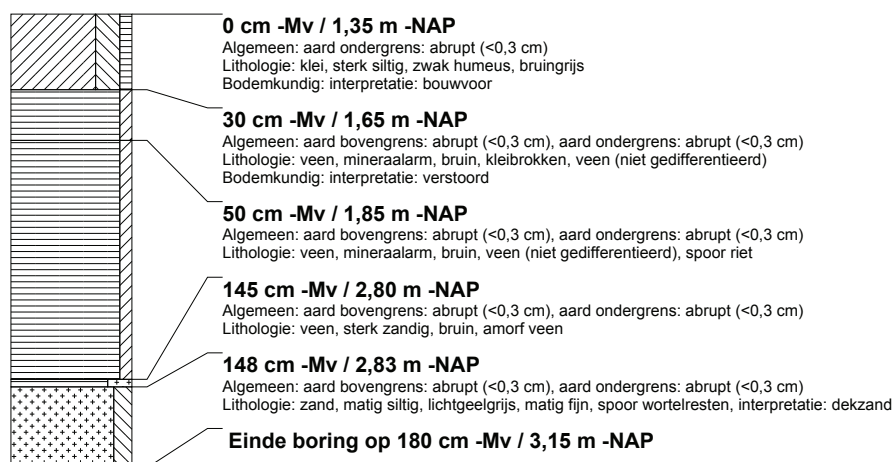 0 cm -Mv / 1,35 m -NAP
Algemeen: aard ondergrens: abrupt (<0,3 cm)
Lithologie: klei, sterk siltig, zwak humeus, bruingrijs
Bodemkundig: interpretatie: bouwvoor
30 cm -Mv / 1,65 m -NAP
Algemeen: aard bovengrens: abrupt (<0,3 cm), aard ondergrens: abrupt (<0,3 cm)
Lithologie: veen, mineraalarm, bruin, kleibrokken, veen (niet gedifferentieerd)
Bodemkundig: interpretatie: verstoord
50 cm -Mv / 1,85 m -NAP
Algemeen: aard bovengrens: abrupt (<0,3 cm), aard ondergrens: abrupt (<0,3 cm)
Lithologie: veen, mineraalarm, bruin, veen (niet gedifferentieerd), spoor riet
145 cm -Mv / 2,80 m -NAP
Algemeen: aard bovengrens: abrupt (<0,3 cm), aard ondergrens: abrupt (<0,3 cm)
Lithologie: veen, sterk zandig, bruin, amorf veen
148 cm -Mv / 2,83 m -NAP
Algemeen: aard bovengrens: abrupt (<0,3 cm), aard ondergrens: abrupt (<0,3 cm)
Lithologie: zand, matig siltig, lichtgeelgrijs, matig fijn, spoor wortelresten, interpretatie: dekzand
Einde boring op 180 cm -Mv / 3,15 m -NAP